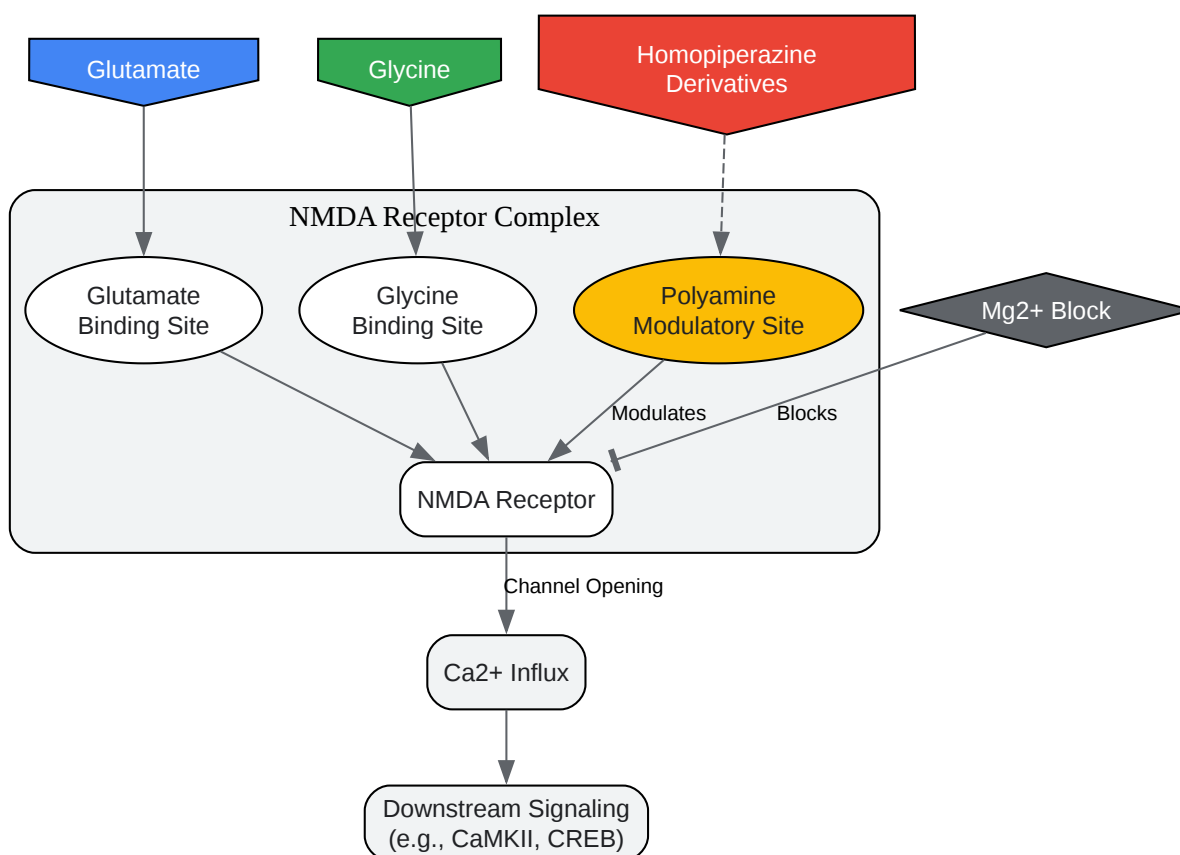 Glutamate
Glycine
Homopiperazine
Derivatives
NMDA Receptor Complex
Glutamate
Binding Site
Glycine
Binding Site
Polyamine
Modulatory Site
Mg2+ Block
Modulates
Blocks
NMDA Receptor
Channel Opening
Ca2+ Influx
Downstream Signaling
(e.g., CaMKII, CREB)